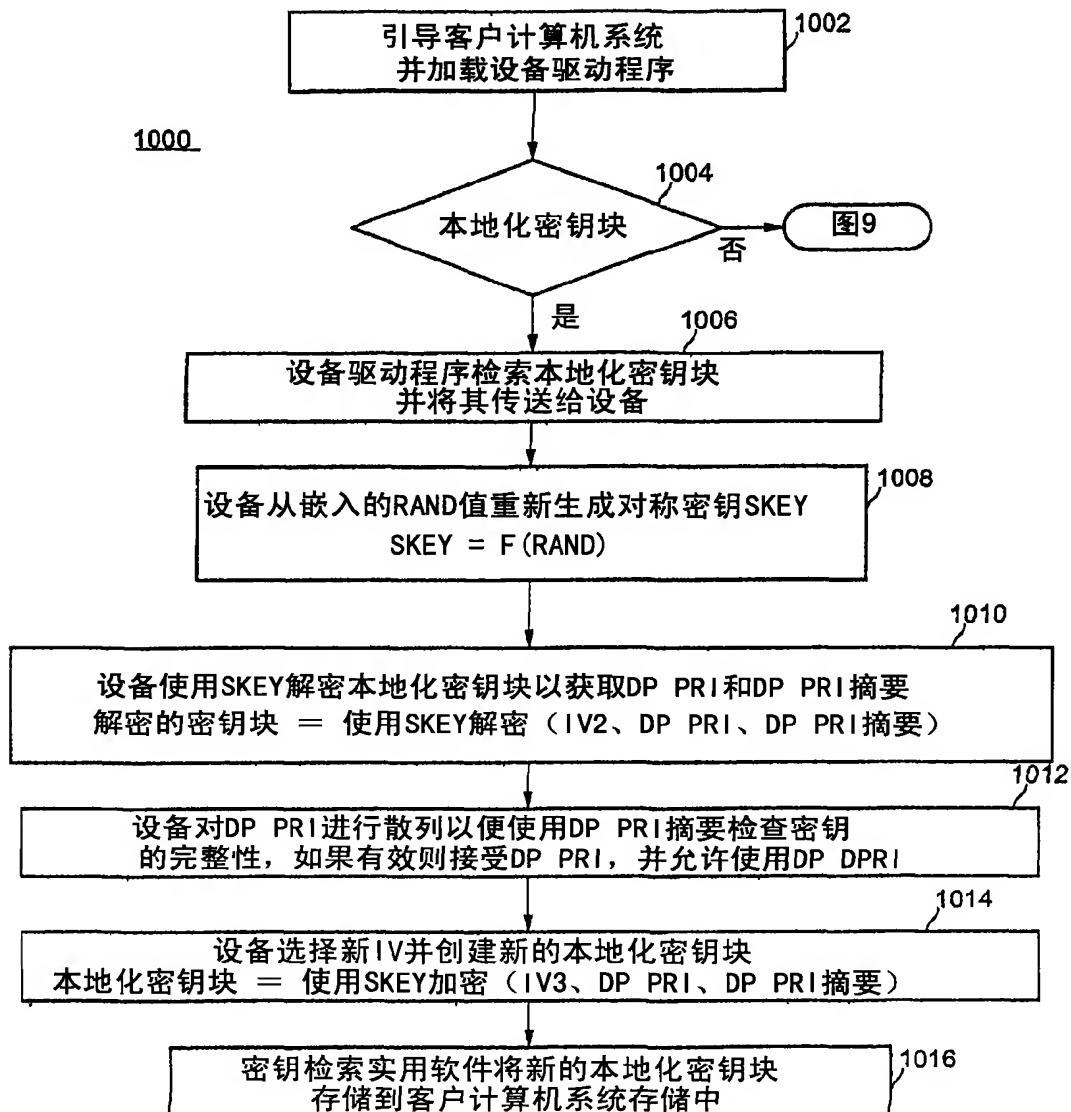 引导客户计算机系统
并加载设备驱动程序
1002
1000
1004
本地化密钥块
否
图9
是
1006
设备驱动程序检索本地化密钥块
并将其传送给设备
1008
设备从嵌入的RAND值重新生成对称密钥SKEY
SKEY = F(RAND)
1010
设备使用SKEY解密本地化密钥块以获取DP PRI和DP PRI摘要
解密的密钥块 = 使用SKEY解密（IV2、DP PRI、DP PRI摘要）
1012
设备对DP PRI进行散列以便使用DP PRI摘要检查密钥
的完整性，如果有效则接受DP PRI，并允许使用DP DPRI
1014
设备选择新IV并创建新的本地化密钥块
本地化密钥块 = 使用SKEY加密（IV3、DP PRI、DP PRI摘要）
1016
密钥检索实用软件将新的本地化密钥块
存储到客户计算机系统存储中